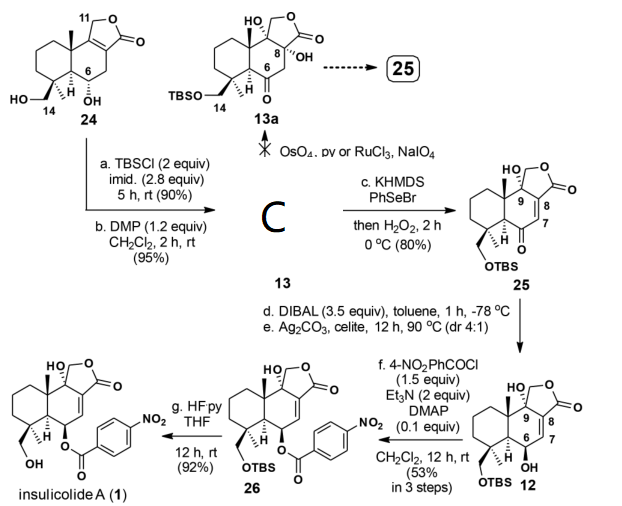 11
O
O
6
H
HO
14
OH
24
HO
O
O
8
OH
6
H
TBSO
14
O
13a
25
OsO₄, py or RuCl₃, NaIO₄
a. TBSCl (2 equiv)
imid. (2.8 equiv)
5 h, rt (90%)
b. DMP (1.2 equiv)
CH₂Cl₂, 2 h, rt
(95%)
C
13
c. KHMDS
PhSeBr
then H₂O₂, 2 h
0 °C (80%)
HO
O
O
9
8
7
H
O
OTBS
25
d. DIBAL (3.5 equiv), toluene, 1 h, -78 °C
e. Ag₂CO₃, celite, 12 h, 90 °C (dr 4:1)
f. 4-NO₂PhCOCl
(1.5 equiv)
Et₃N (2 equiv)
DMAP
(0.1 equiv)
CH₂Cl₂, 12 h, rt
(53%
in 3 steps)
HO
O
O
9
8
6
7
H
OH
OTBS
12
HO
O
O
H
NO₂
O
O
OTBS
26
g. HF·py
THF
12 h, rt
(92%)
HO
O
O
H
NO₂
O
OH
O
insulicolide A (1)